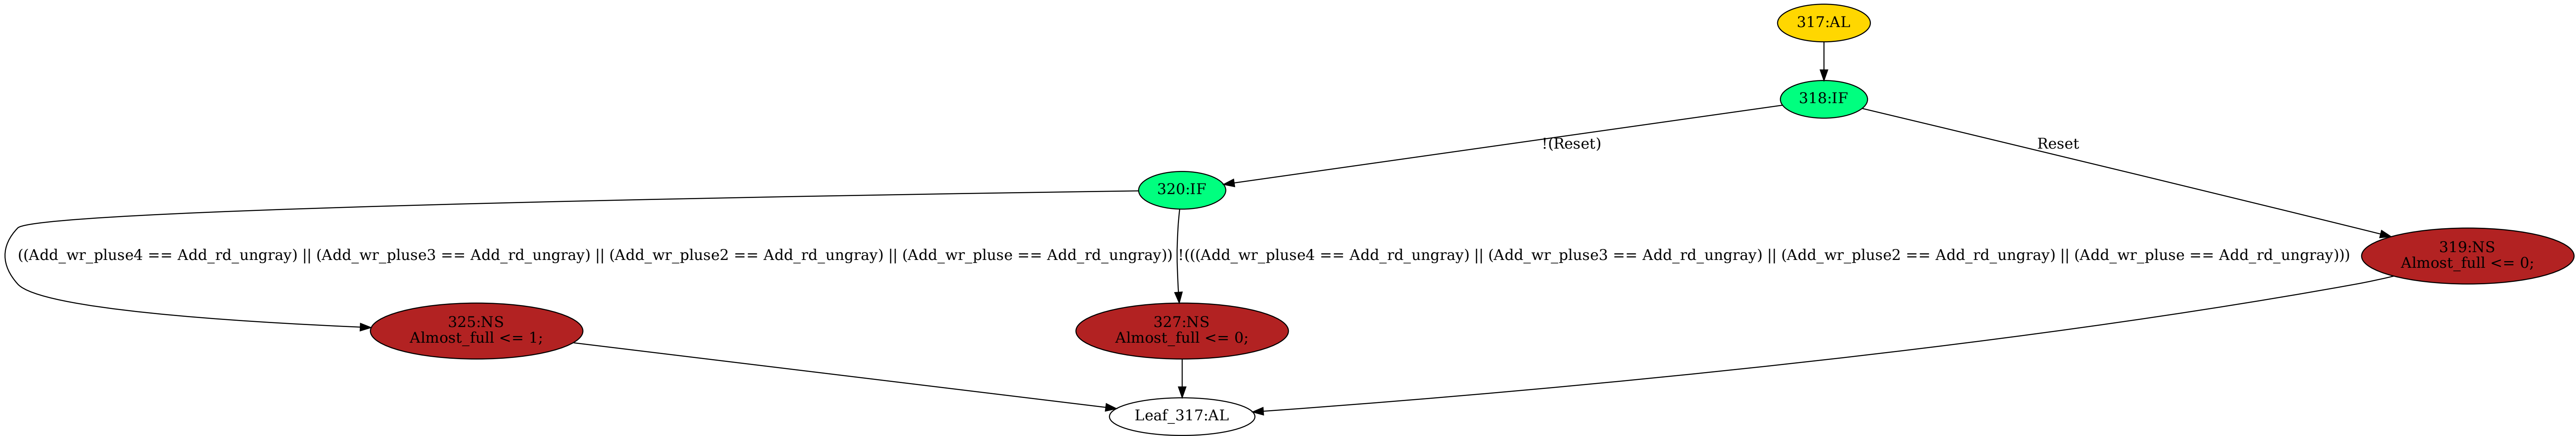 317:AL
318:IF
!(Reset)
Reset
320:IF
((Add_wr_pluse4 == Add_rd_ungray) || (Add_wr_pluse3 == Add_rd_ungray) || (Add_wr_pluse2 == Add_rd_ungray) || (Add_wr_pluse == Add_rd_ungray))
!(((Add_wr_pluse4 == Add_rd_ungray) || (Add_wr_pluse3 == Add_rd_ungray) || (Add_wr_pluse2 == Add_rd_ungray) || (Add_wr_pluse == Add_rd_ungray)))
319:NS
Almost_full <= 0;
325:NS
Almost_full <= 1;
327:NS
Almost_full <= 0;
Leaf_317:AL